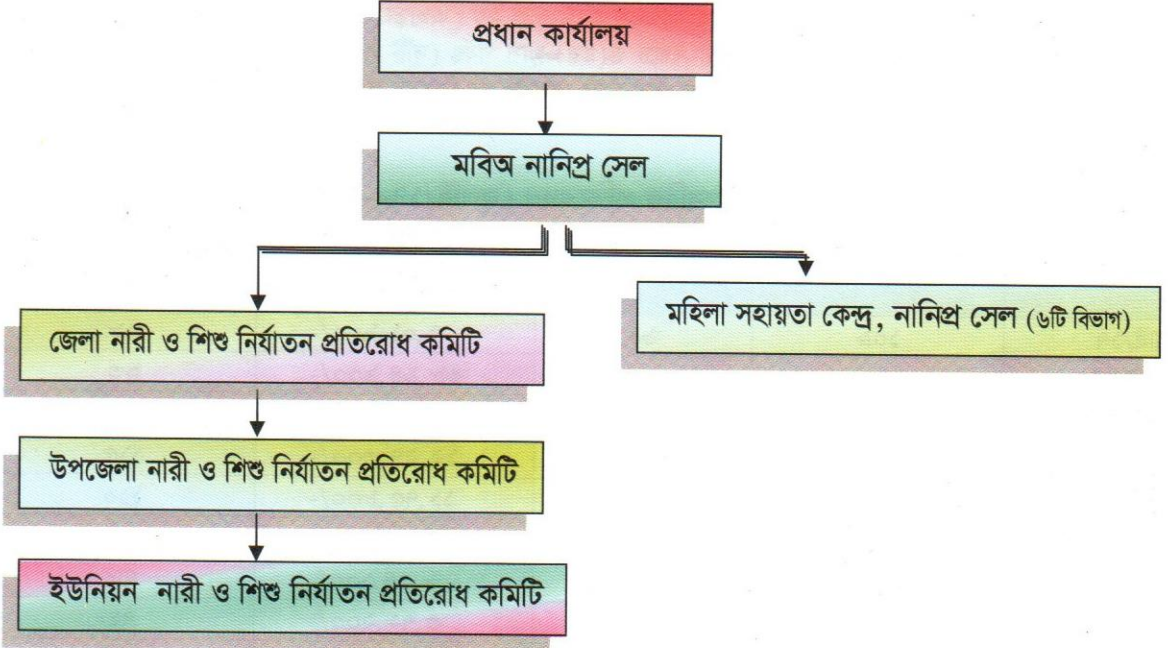 প্রধান কার্যালয়
মবিঅ নানিপ্র সেল
জেলা নারী ও শিশু নির্যাতন প্রতিরোধ কমিটি
মহিলা সহায়তা কেন্দ্র, নানিপ্র সেল (৬টি বিভাগ)
উপজেলা নারী ও শিশু নির্যাতন প্রতিরোধ কমিটি
ইউনিয়ন নারী ও শিশু নির্যাতন প্রতিরোধ কমিটি